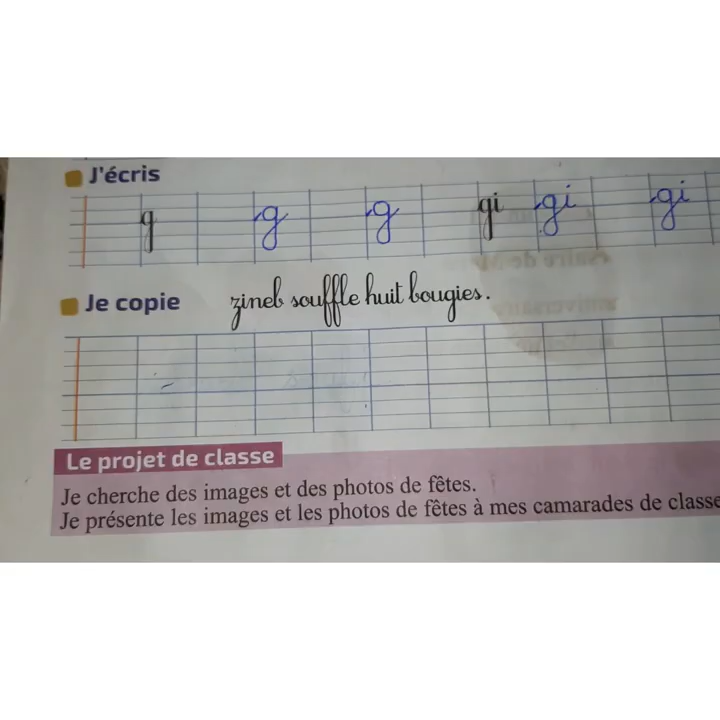 J'écris
g g g gi gi gi
Je copie zineb souffle huit bougies.
Le projet de classe
Je cherche des images et des photos de fêtes.
Je présente les images et les photos de fêtes à mes camarades de classe